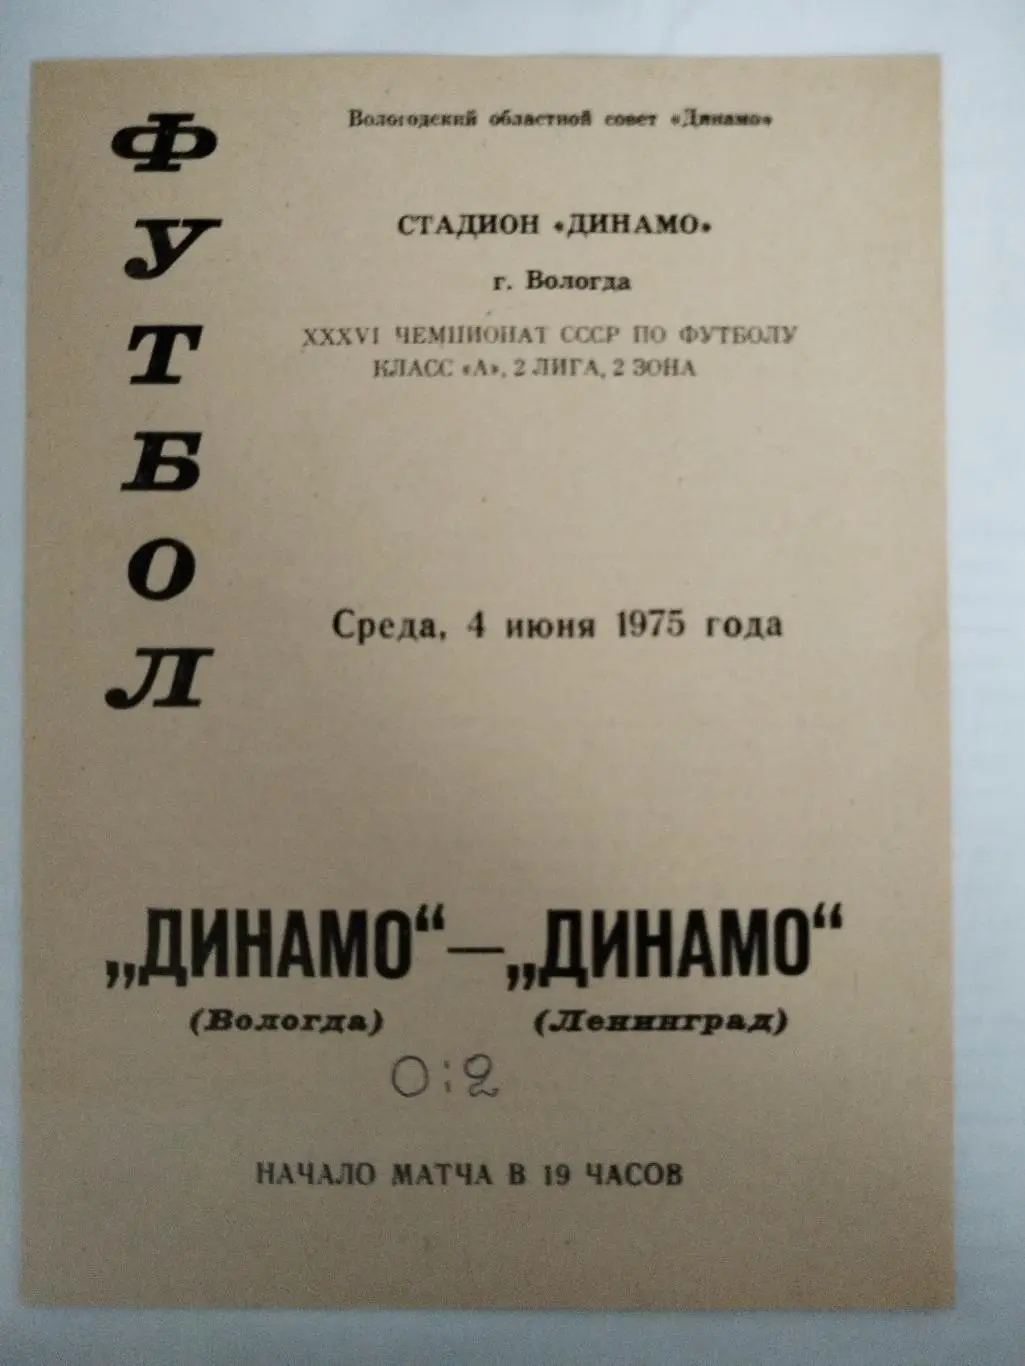 ФУТБОЛ
Вологодский областной совет «Динамо»
СТАДИОН «ДИНАМО»
г. Вологда
XXXVI ЧЕМПИОНАТ СССР ПО ФУТБОЛУ
КЛАСС «А», 2 ЛИГА, 2 ЗОНА
Среда, 4 июня 1975 года
„ДИНАМО“—„ДИНАМО“
(Вологда) (Ленинград)
0:2
НАЧАЛО МАТЧА В 19 ЧАСОВ